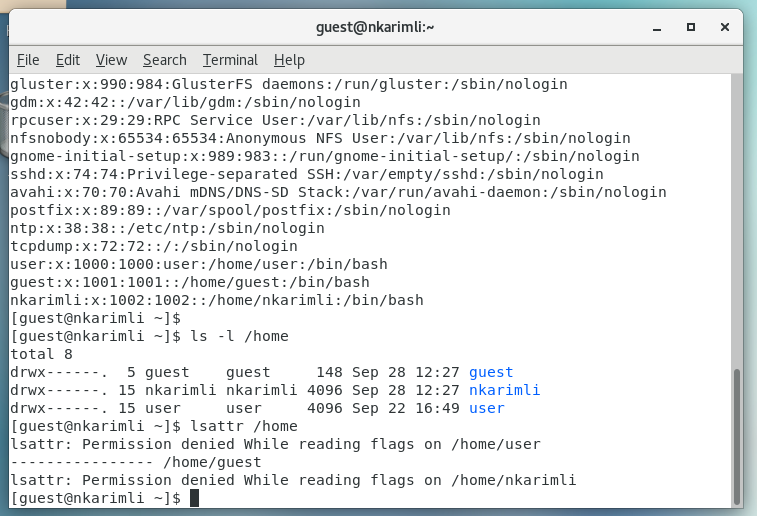 guest@nkarimli:~
File Edit View Search Terminal Help
gluster:x:990:984:GlusterFS daemons:/run/gluster:/sbin/nologin
gdm:x:42:42::/var/lib/gdm:/sbin/nologin
rpcuser:x:29:29:RPC Service User:/var/lib/nfs:/sbin/nologin
nfsnobody:x:65534:65534:Anonymous NFS User:/var/lib/nfs:/sbin/nologin
gnome-initial-setup:x:989:983::/run/gnome-initial-setup/:/sbin/nologin
sshd:x:74:74:Privilege-separated SSH:/var/empty/sshd:/sbin/nologin
avahi:x:70:70:Avahi mDNS/DNS-SD Stack:/var/run/avahi-daemon:/sbin/nologin
postfix:x:89:89::/var/spool/postfix:/sbin/nologin
ntp:x:38:38::/etc/ntp:/sbin/nologin
tcpdump:x:72:72::/:/sbin/nologin
user:x:1000:1000:user:/home/user:/bin/bash
guest:x:1001:1001::/home/guest:/bin/bash
nkarimli:x:1002:1002::/home/nkarimli:/bin/bash
[guest@nkarimli ~]$
[guest@nkarimli ~]$ ls -l /home
total 8
drwx------.  5 guest    guest     148 Sep 28 12:27 guest
drwx------. 15 nkarimli nkarimli 4096 Sep 28 12:27 nkarimli
drwx------. 15 user     user     4096 Sep 22 16:49 user
[guest@nkarimli ~]$ lsattr /home
lsattr: Permission denied While reading flags on /home/user
---------------- /home/guest
lsattr: Permission denied While reading flags on /home/nkarimli
[guest@nkarimli ~]$